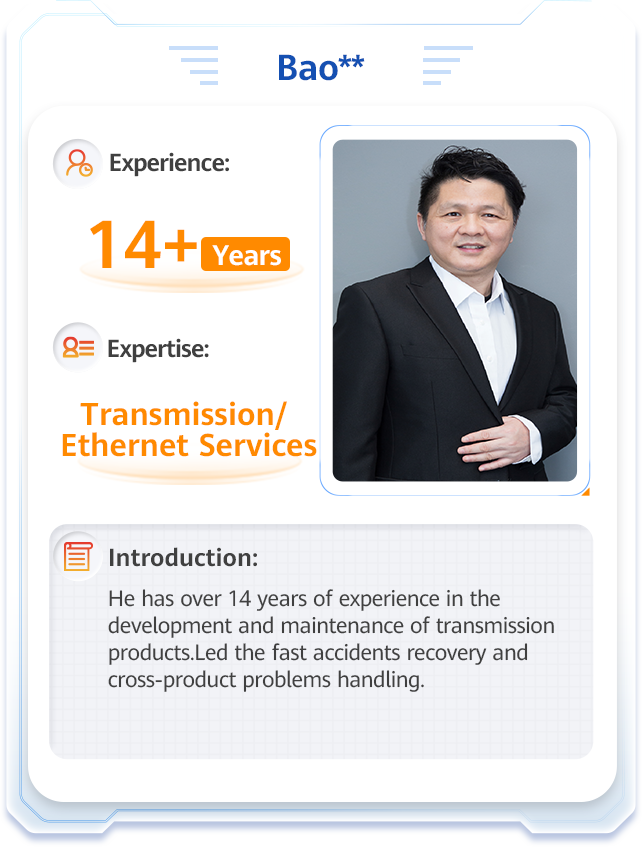 Bao**
Experience:
14+ Years
Expertise:
Transmission/
Ethernet Services
Introduction:
He has over 14 years of experience in the
development and maintenance of transmission
products.Led the fast accidents recovery and
cross-product problems handling.